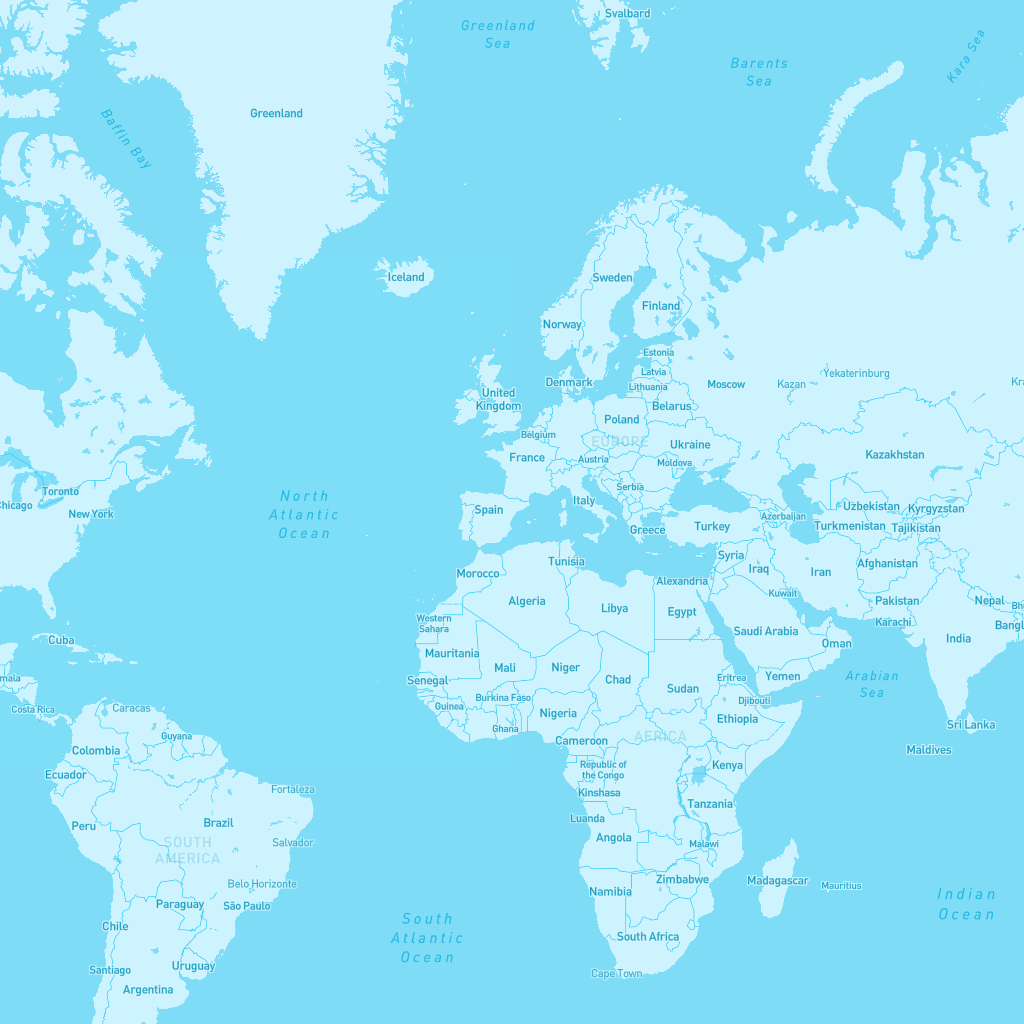 Svalbard
Greenland
Sea
Kara Sea
Barents
Sea
Greenland
Baffin Bay
Iceland
Sweden
Finland
Norway
Estonia
Latvia
Lithuania
Denmark
Moscow
Kazan
Yekaterinburg
Kra
United
Kingdom
Belarus
Poland
Belgium
EUROPE
Ukraine
France
Austria
Moldova
Kazakhstan
Serbia
Toronto
Chicago
New York
North
Atlantic
Ocean
Italy
Spain
Greece
Turkey
Azerbaijan
Uzbekistan
Kyrgyzstan
Turkmenistan
Tajikistan
Syria
Iraq
Iran
Afghanistan
Tunisia
Morocco
Alexandria
Kuwait
Algeria
Libya
Egypt
Pakistan
Nepal
Bh
Karachi
Bangl
Western
Sahara
Saudi Arabia
Oman
India
Cuba
Mauritania
Mali
Niger
Chad
Sudan
Eritrea
Yemen
Arabian
Sea
mala
Senegal
Burkina Faso
Guinea
Djibouti
Costa Rica
Caracas
Nigeria
Ethiopia
Sri Lanka
Ghana
Guyana
Cameroon
AFRICA
Colombia
Maldives
Ecuador
Republic of
the Congo
Kenya
Fortaleza
Kinshasa
Tanzania
Peru
Brazil
Luanda
Angola
Malawi
SOUTH
AMERICA
Salvador
Belo Horizonte
Zimbabwe
Madagascar
Mauritius
Namibia
Paraguay
São Paulo
Indian
Ocean
Chile
South
Atlantic
Ocean
South Africa
Santiago
Uruguay
Cape Town
Argentina